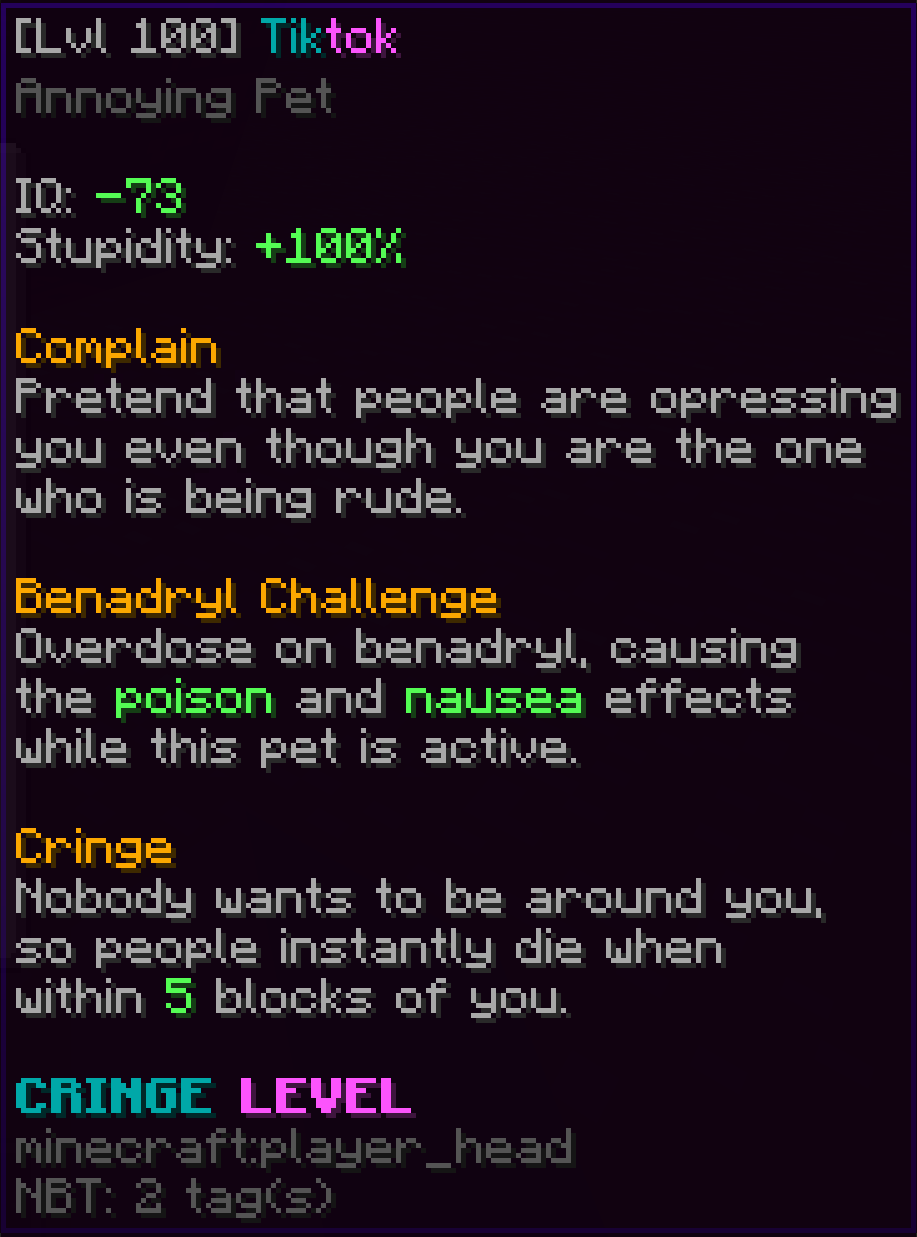 [Lvl 100] Tiktok
Annoying Pet
IQ: -73
Stupidity: +100%
Complain
Pretend that people are opressing
you even though you are the one
who is being rude.
Benadryl Challenge
Overdose on benadryl, causing
the poison and nausea effects
while this pet is active.
Cringe
Nobody wants to be around you,
so people instantly die when
within 5 blocks of you.
CRINGE LEVEL
minecraft:player_head
NBT: 2 tag(s)